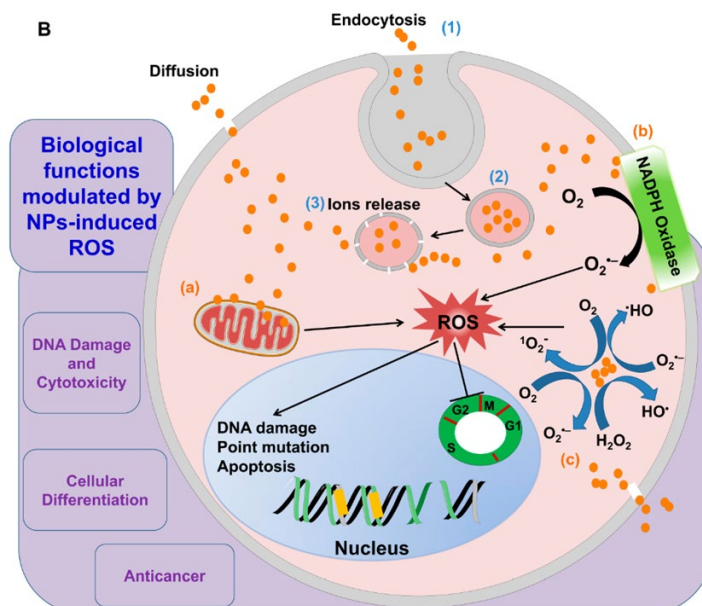 B
Endocytosis
(1)
Diffusion
Biological
functions
modulated by
NPs-induced
ROS
(b)
NADPH Oxidase
O₂
O₂•–
(2)
(3) Ions release
(a)
ROS
DNA Damage
and
Cytotoxicity
O₂
•HO
¹O₂-
O₂•–
O₂
HO•
O₂•–
H₂O₂
(c)
G2
M
G1
S
DNA damage
Point mutation
Apoptosis
Nucleus
Cellular
Differentiation
Anticancer